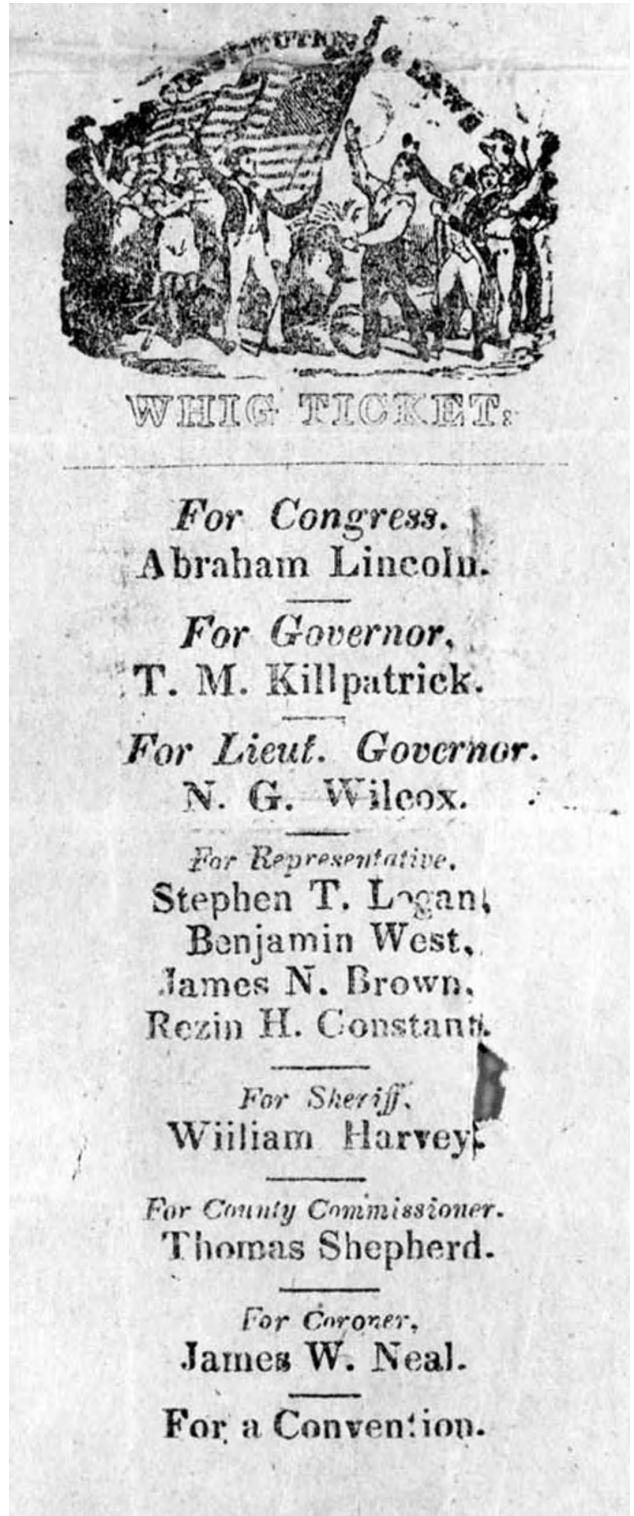 CONSTITUTION & LAWS
WHIG TICKET:
For Congress.
Abraham Lincoln.
For Governor,
T. M. Killpatrick.
For Lieut. Governor.
N. G. Wilcox.
For Representative,
Stephen T. Logan,
Benjamin West,
James N. Brown,
Rezin H. Constant.
For Sheriff,
Wiiliam Harvey.
For County Commissioner.
Thomas Shepherd.
For Coroner,
James W. Neal.
For a Convention.